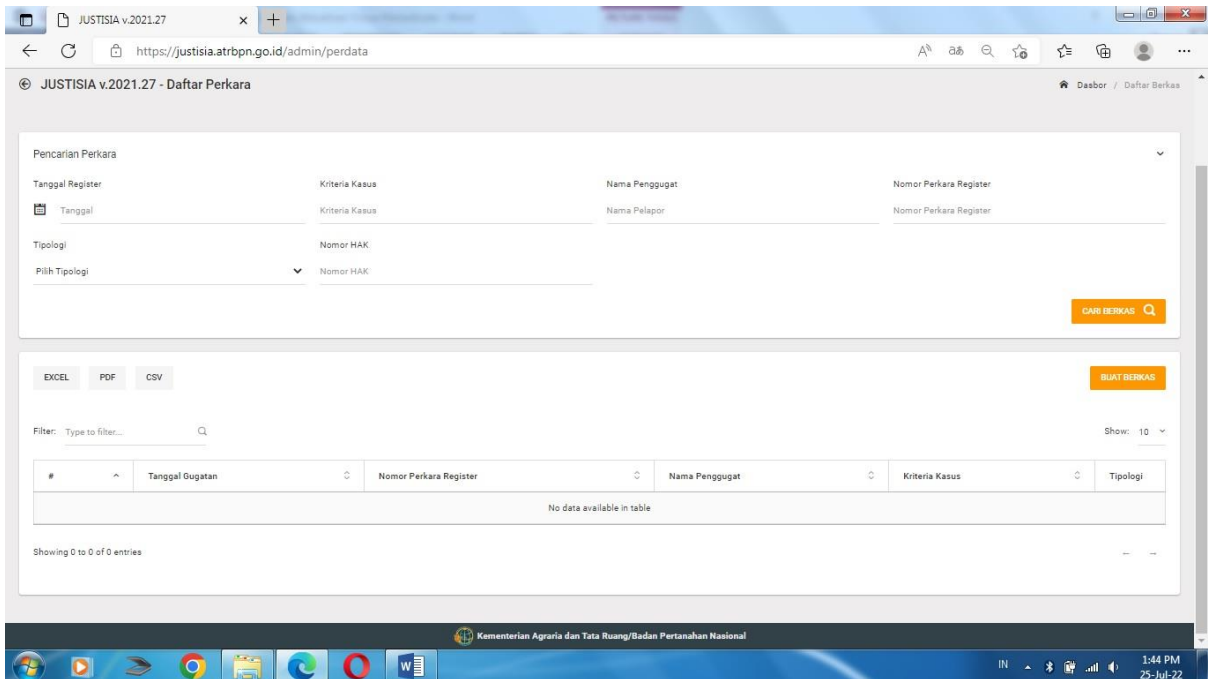 JUSTISIA v.2021.27
https://justisia.atrbpn.go.id/admin/perdata
JUSTISIA v.2021.27 - Daftar Perkara
Dasbor / Daftar Berkas
Pencarian Perkara
Tanggal Register Kriteria Kasus Nama Penggugat Nomor Perkara Register
Tanggal Kriteria Kasus Nama Pelapor Nomor Perkara Register
Tipologi Nomor HAK
Pilih Tipologi Nomor HAK
CARI BERKAS
EXCEL PDF CSV BUAT BERKAS
Filter: Type to filter... Show: 10
# Tanggal Gugatan Nomor Perkara Register Nama Penggugat Kriteria Kasus Tipologi
No data available in table
Showing 0 to 0 of 0 entries
← →
Kementerian Agraria dan Tata Ruang/Badan Pertanahan Nasional
IN 1:44 PM
25-Jul-22